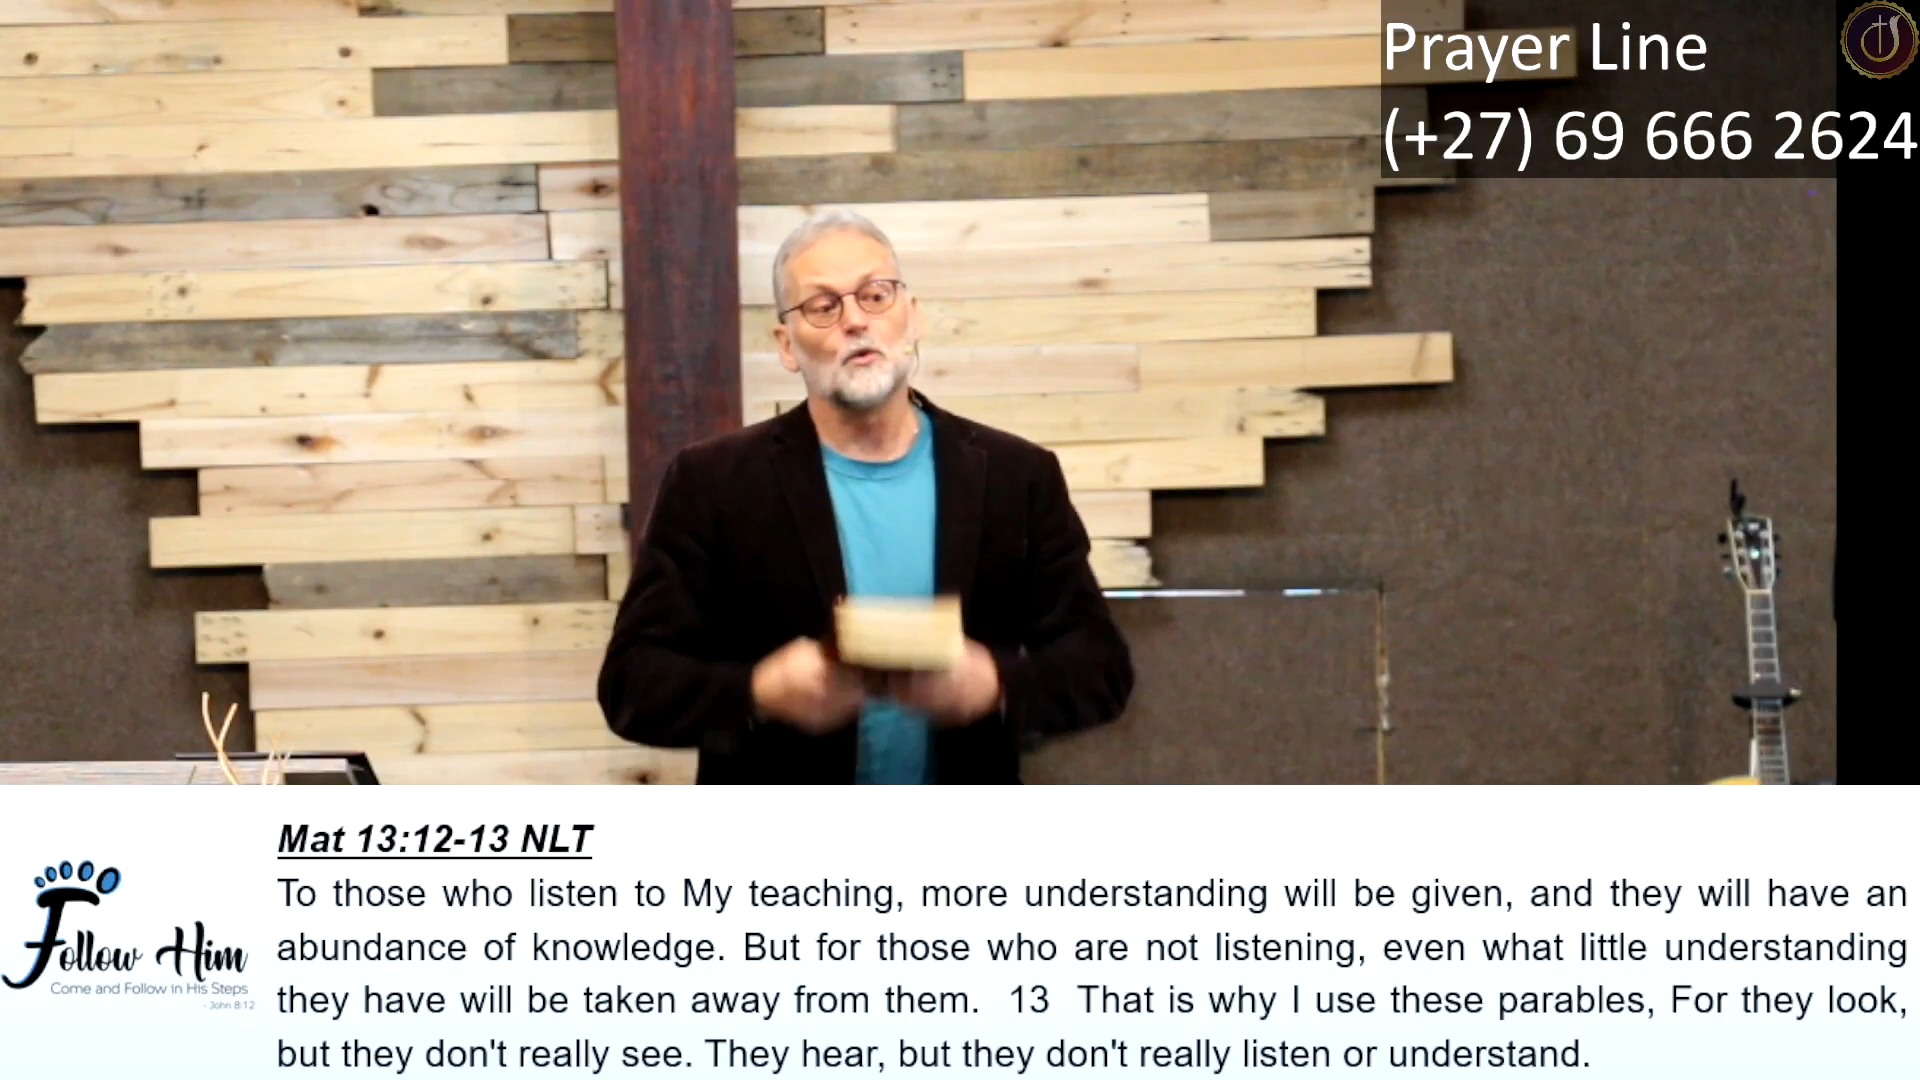 Prayer Line
(+27) 69 666 2624
Mat 13:12-13 NLT
To those who listen to My teaching, more understanding will be given, and they will have an
abundance of knowledge. But for those who are not listening, even what little understanding
they have will be taken away from them. 13 That is why I use these parables, For they look,
but they don't really see. They hear, but they don't really listen or understand.
Follow Him
Come and Follow in His Steps
- John 8:12